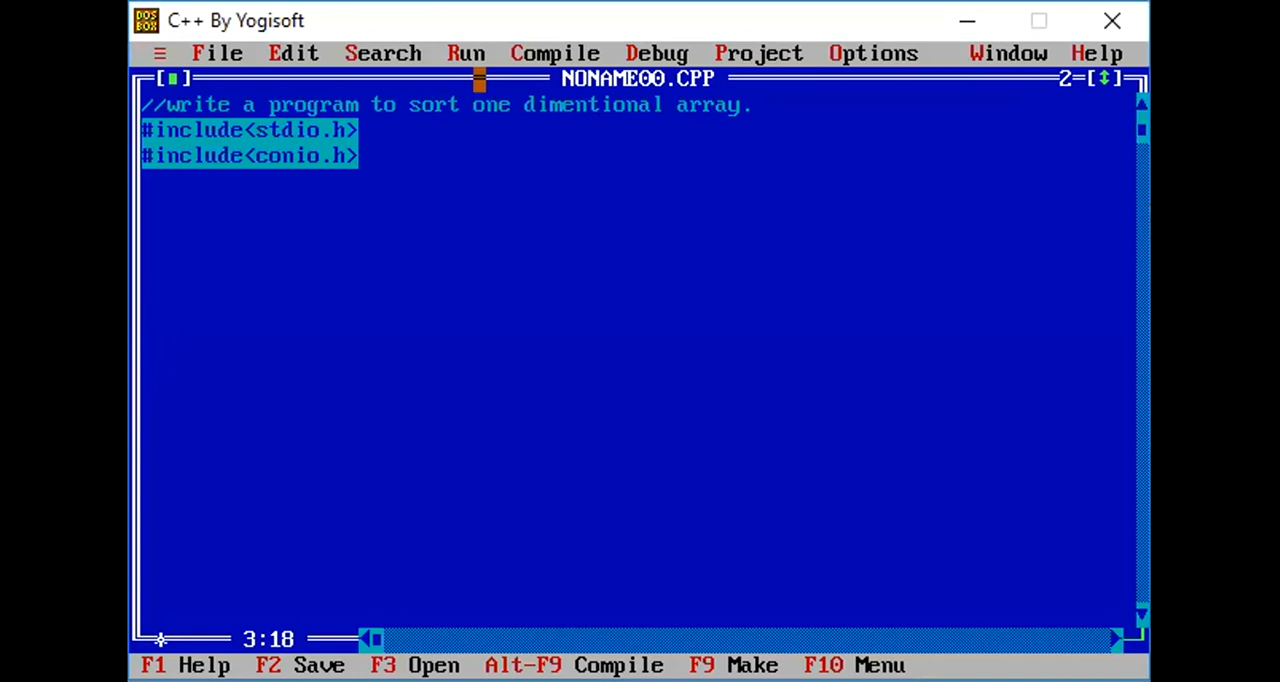 DOS BOX C++ By Yogisoft
≡ File Edit Search Run Compile Debug Project Options Window Help
[■] NONAME00.CPP 2=[↕]
//write a program to sort one dimentional array.
#include<stdio.h>
#include<conio.h>
3:18
F1 Help F2 Save F3 Open Alt-F9 Compile F9 Make F10 Menu